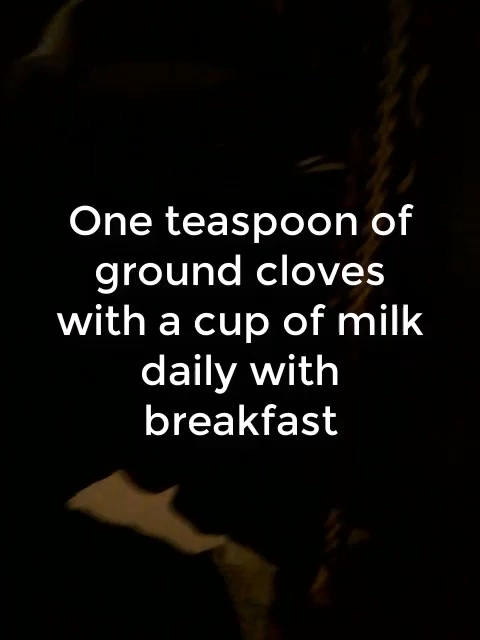 One teaspoon of
ground cloves
with a cup of milk
daily with
breakfast